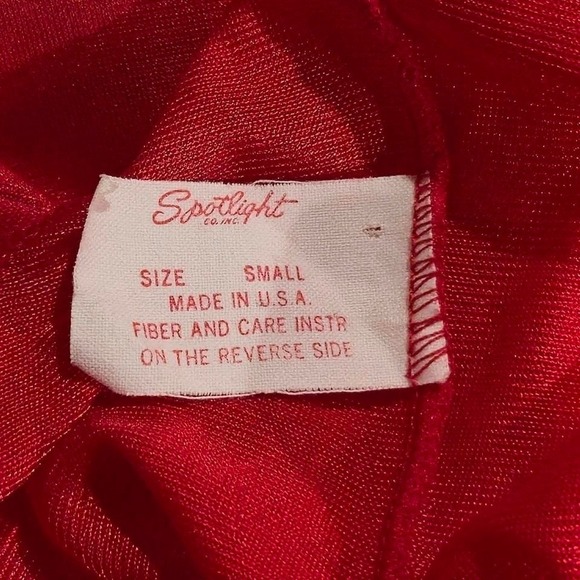 Spotlight
CO. INC.
SIZE SMALL
MADE IN U.S.A.
FIBER AND CARE INSTR
ON THE REVERSE SIDE